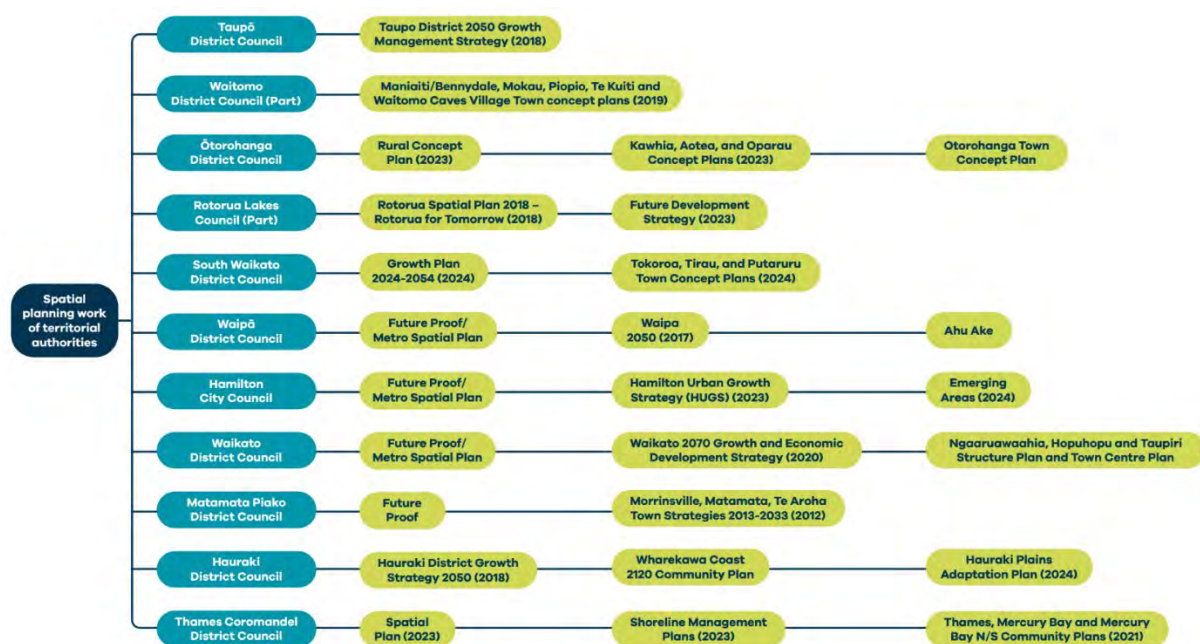 Spatial
planning work
of territorial
authorities
Taupō
District Council
Taupo District 2050 Growth
Management Strategy (2018)
Waitomo
District Council (Part)
Maniaiti/Bennydale, Mokau, Piopio, Te Kuiti and
Waitomo Caves Village Town concept plans (2019)
Ōtorohanga
District Council
Rural Concept
Plan (2023)
Kawhia, Aotea, and Oparau
Concept Plans (2023)
Otorohanga Town
Concept Plan
Rotorua Lakes
Council (Part)
Rotorua Spatial Plan 2018 –
Rotorua for Tomorrow (2018)
Future Development
Strategy (2023)
South Waikato
District Council
Growth Plan
2024-2054 (2024)
Tokoroa, Tirau, and Putaruru
Town Concept Plans (2024)
Waipā
District Council
Future Proof/
Metro Spatial Plan
Waipa
2050 (2017)
Ahu Ake
Hamilton
City Council
Future Proof/
Metro Spatial Plan
Hamilton Urban Growth
Strategy (HUGS) (2023)
Emerging
Areas (2024)
Waikato
District Council
Future Proof/
Metro Spatial Plan
Waikato 2070 Growth and Economic
Development Strategy (2020)
Ngaaruawaahia, Hopuhopu and Taupiri
Structure Plan and Town Centre Plan
Matamata Piako
District Council
Future
Proof
Morrinsville, Matamata, Te Aroha
Town Strategies 2013-2033 (2012)
Hauraki
District Council
Hauraki District Growth
Strategy 2050 (2018)
Wharekawa Coast
2120 Community Plan
Hauraki Plains
Adaptation Plan (2024)
Thames Coromandel
District Council
Spatial
Plan (2023)
Shoreline Management
Plans (2023)
Thames, Mercury Bay and Mercury
Bay N/S Community Plans (2021)